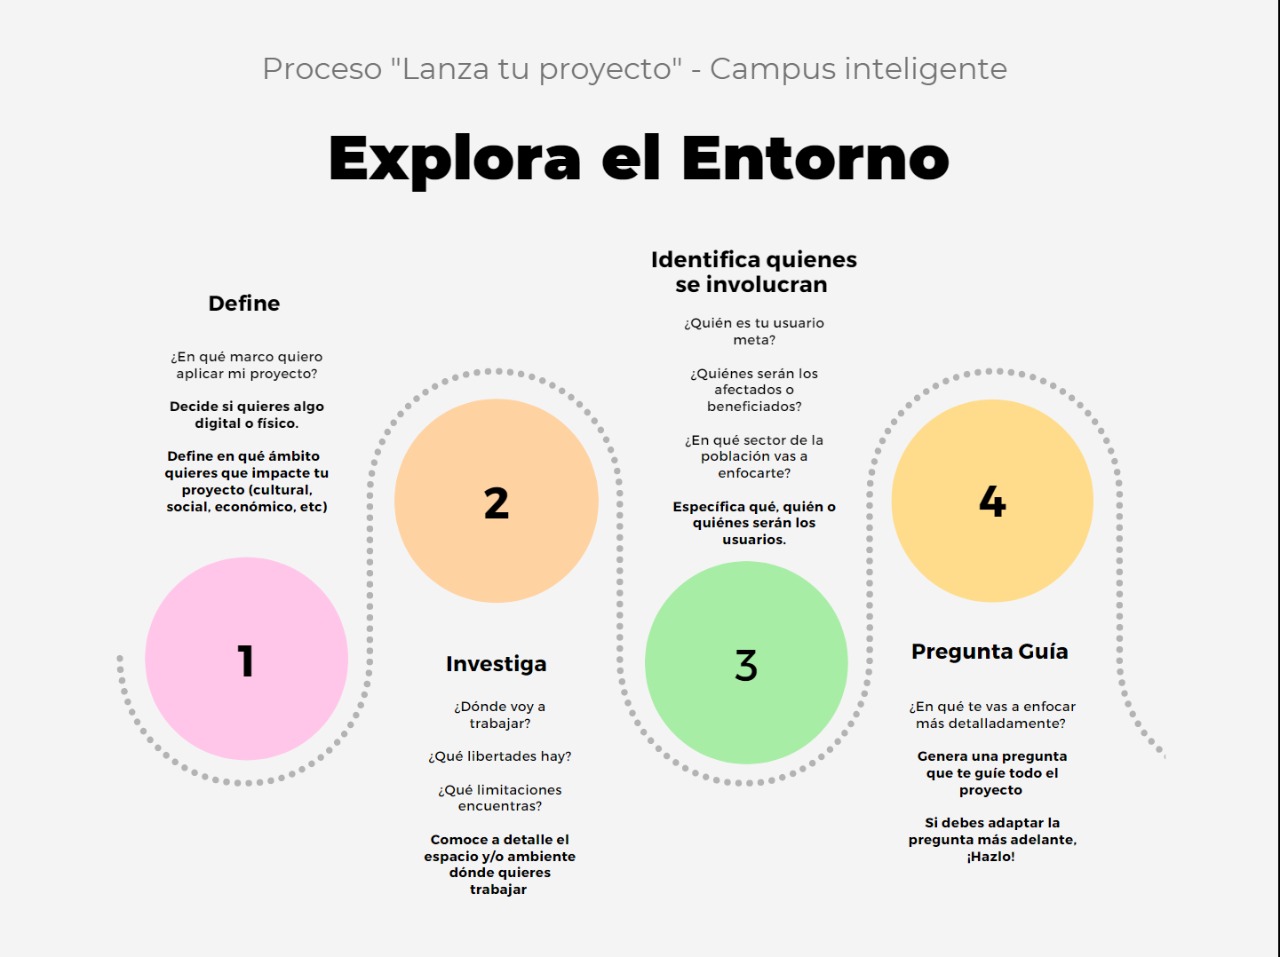 Proceso "Lanza tu proyecto" - Campus inteligente
Explora el Entorno
Define
¿En qué marco quiero
aplicar mi proyecto?
Decide si quieres algo
digital o físico.
Define en qué ámbito
quieres que impacte tu
proyecto (cultural,
social, económico, etc)
1
2
Investiga
¿Dónde voy a
trabajar?
¿Qué libertades hay?
¿Qué limitaciones
encuentras?
Comoce a detalle el
espacio y/o ambiente
dónde quieres
trabajar
Identifica quienes
se involucran
¿Quién es tu usuario
meta?
¿Quiénes serán los
afectados o
beneficiados?
¿En qué sector de la
población vas a
enfocarte?
Específica qué, quién o
quiénes serán los
usuarios.
3
4
Pregunta Guía
¿En qué te vas a enfocar
más detalladamente?
Genera una pregunta
que te guíe todo el
proyecto
Si debes adaptar la
pregunta más adelante,
¡Hazlo!